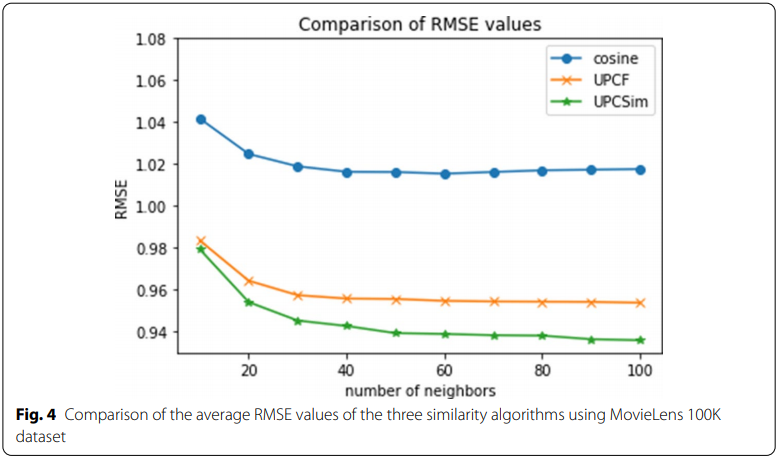 Comparison of RMSE values
1.08
1.06
1.04
1.02
1.00
0.98
0.96
0.94
RMSE
cosine
UPCF
UPCSim
20 40 60 80 100
number of neighbors
Fig. 4 Comparison of the average RMSE values of the three similarity algorithms using MovieLens 100K
dataset